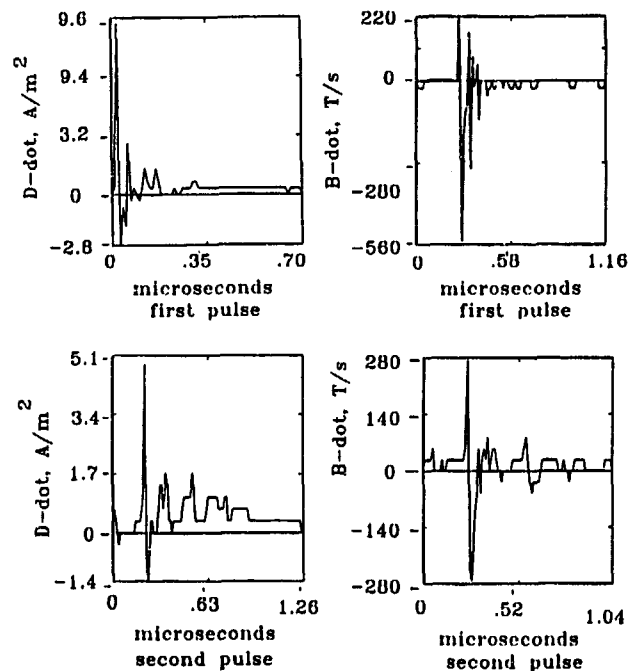 D-dot, A/m2
9.6
9.4
3.2
0
-2.8
0
.35
.70
microseconds
first pulse
B-dot, T/s
220
0
-280
-560
0
.58
1.16
microseconds
first pulse
D-dot, A/m2
5.1
3.4
1.7
0
-1.4
0
.63
1.26
microseconds
second pulse
B-dot, T/s
280
140
0
-140
-280
0
.52
1.04
microseconds
second pulse